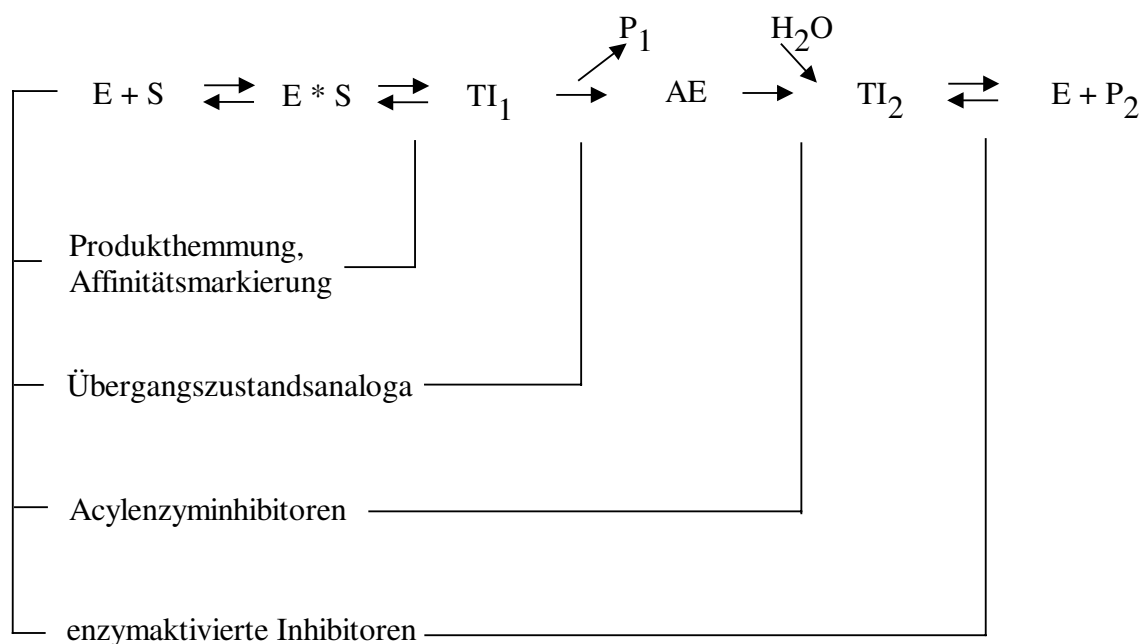 P1 H2O
E + S E * S TI1 AE TI2 E + P2
Produkthemmung,
Affinitätsmarkierung
Übergangszustandsanaloga
Acylenzyminhibitoren
enzymaktivierte Inhibitoren